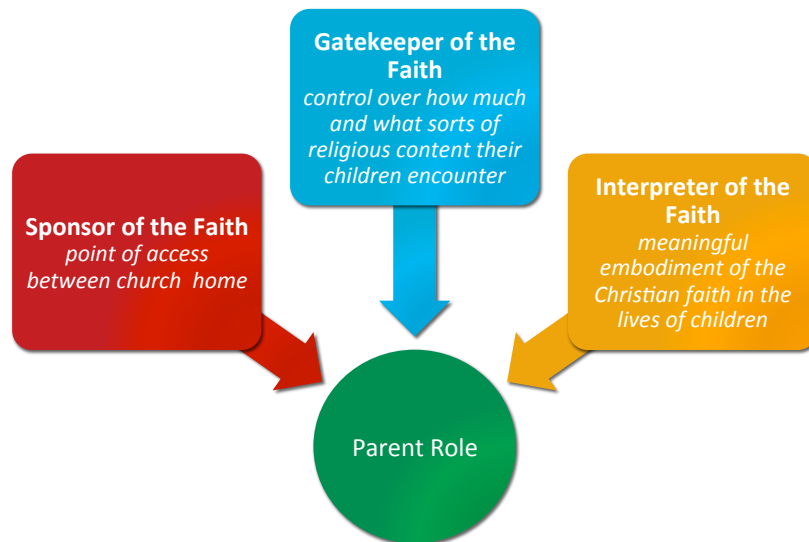 Gatekeeper of the
Faith
control over how much
and what sorts of
religious content their
children encounter
Sponsor of the Faith
point of access
between church  home
Interpreter of the
Faith
meaningful
embodiment of the
Christian faith in the
lives of children
Parent Role